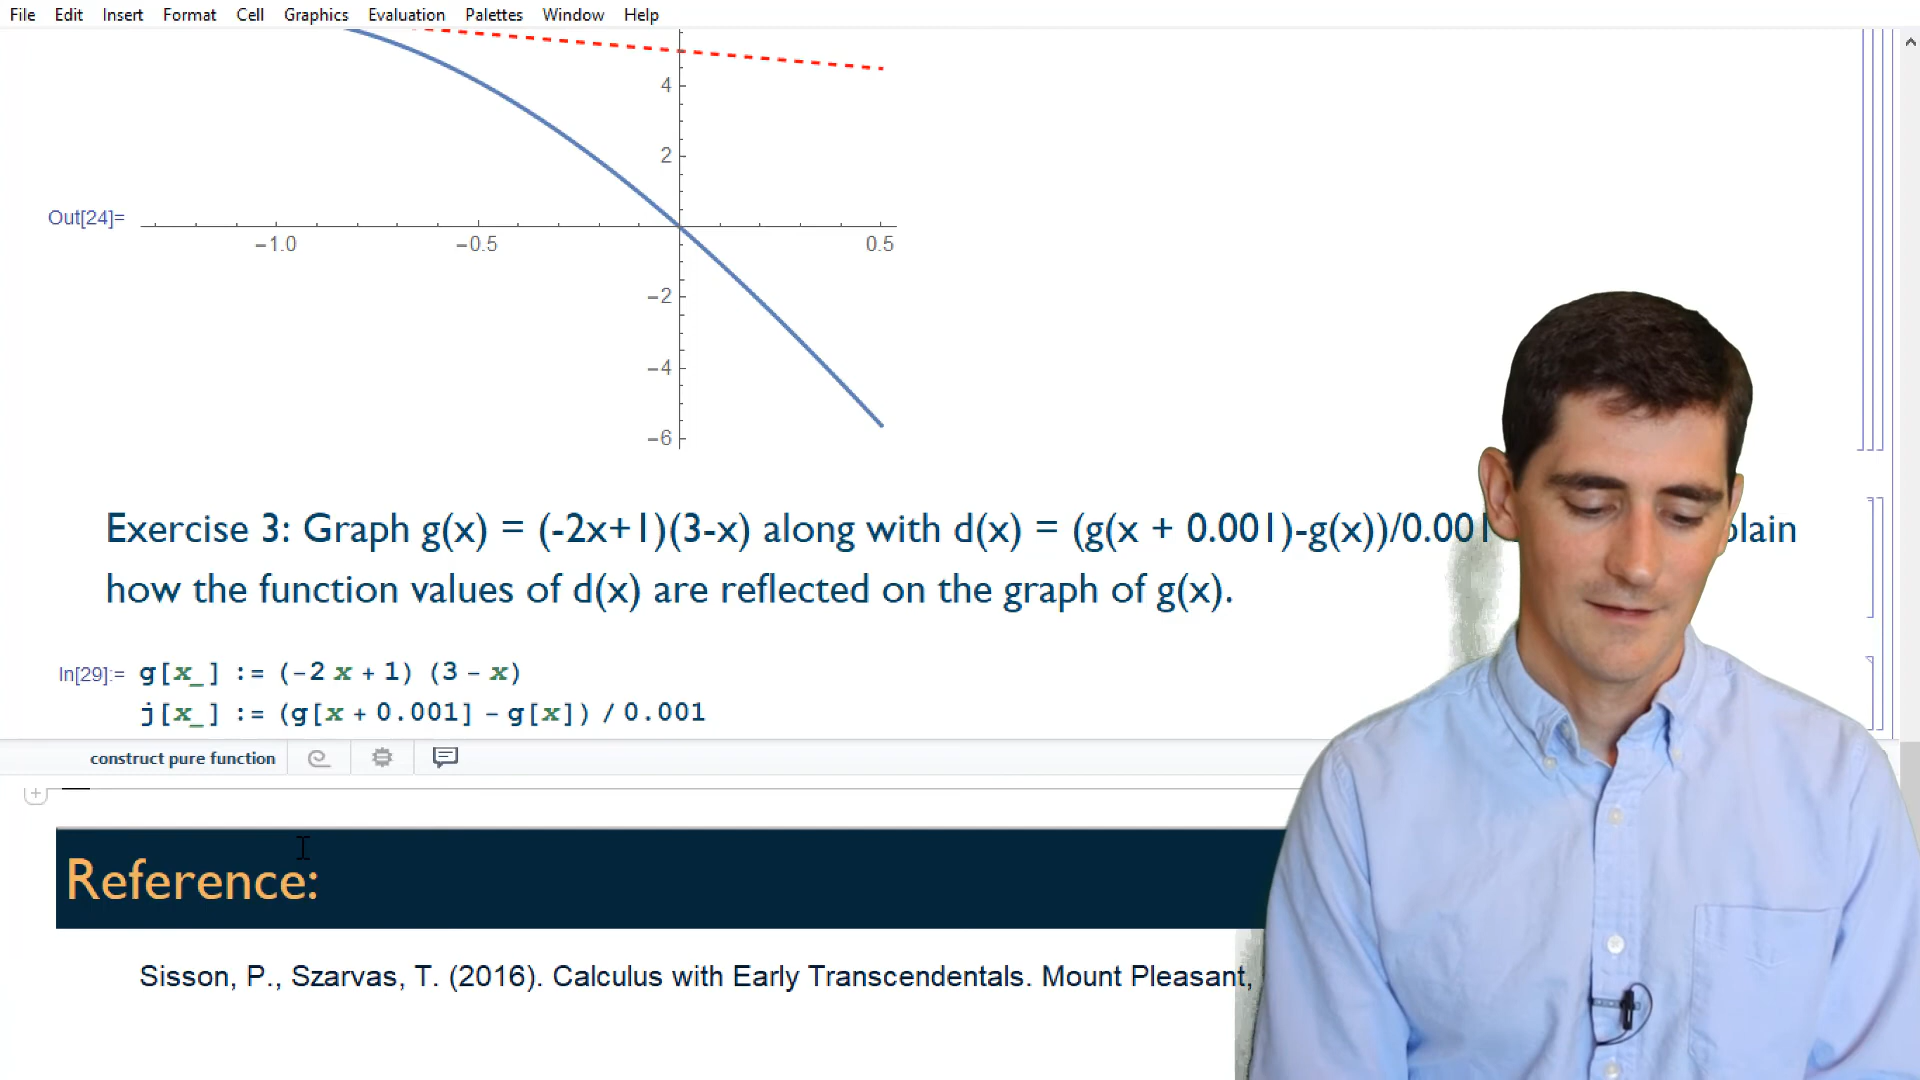 File Edit Insert Format Cell Graphics Evaluation Palettes Window Help
4
2
Out[24]=
−1.0 −0.5 0.5
−2
−4
−6
Exercise 3: Graph g(x) = (-2x+1)(3-x) along with d(x) = (g(x + 0.001)-g(x))/0.001
how the function values of d(x) are reflected on the graph of g(x).
In[29]:= g[x_] := (-2 x + 1) (3 - x)
j[x_] := (g[x + 0.001] - g[x]) / 0.001
construct pure function
Reference:
Sisson, P., Szarvas, T. (2016). Calculus with Early Transcendentals. Mount Pleasant,